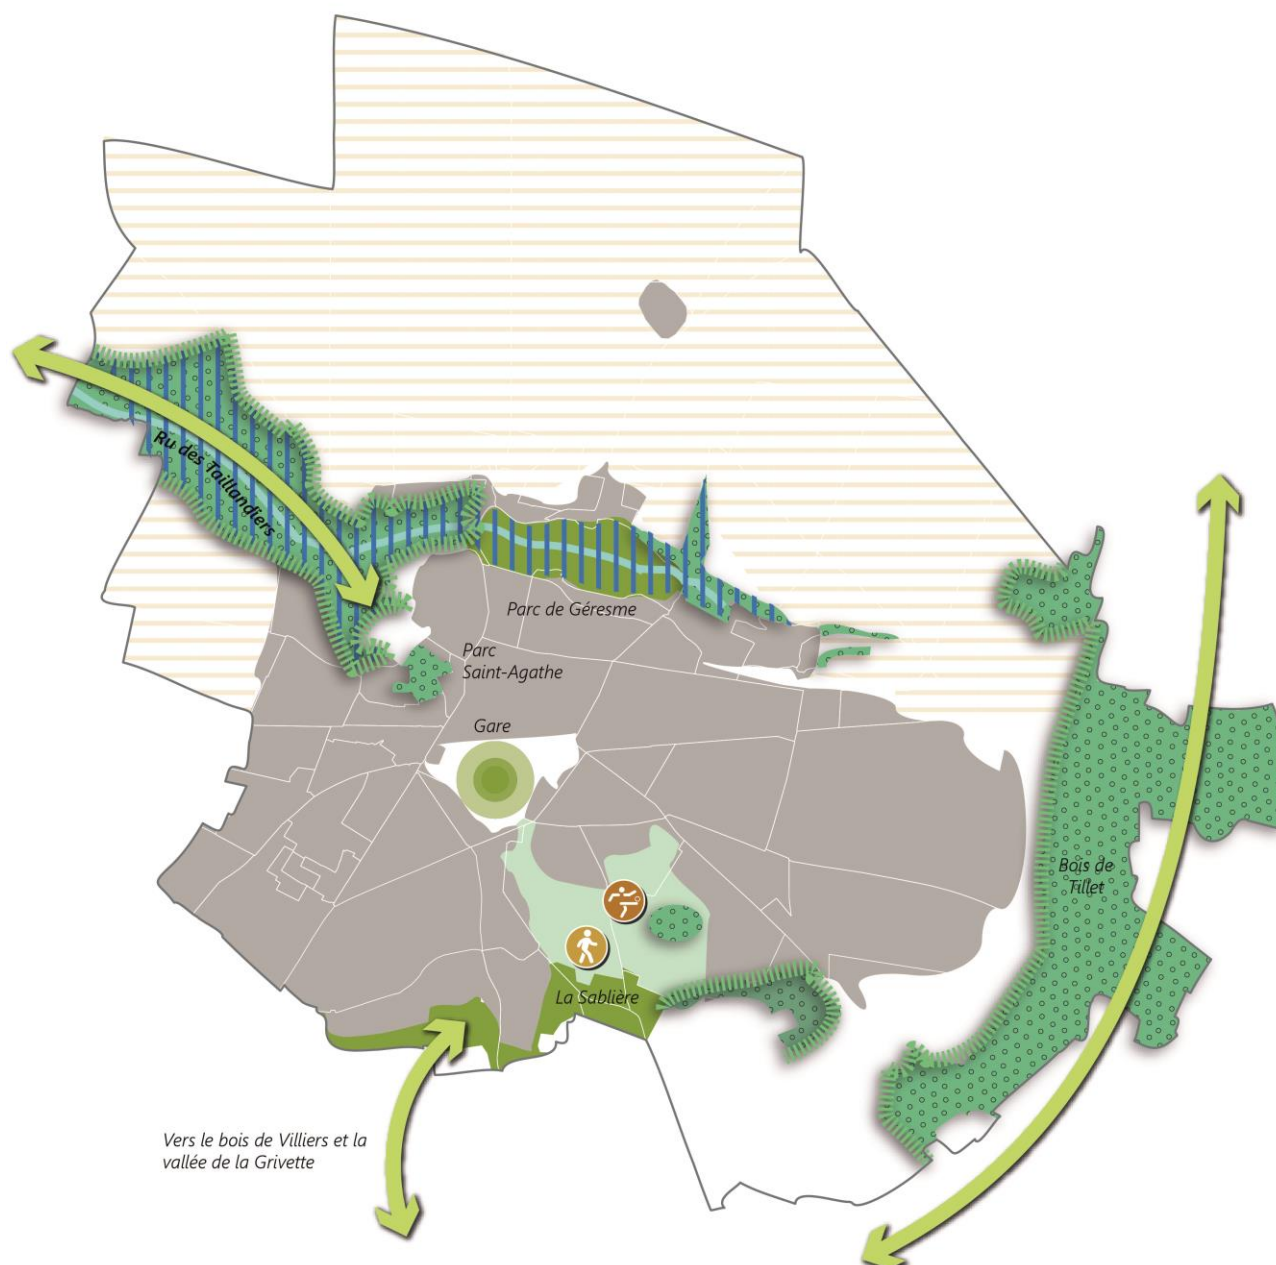 Ru des Taillandiers
Parc de Géresme
Parc
Saint-Agathe
Gare
Bois de
Tillet
La Sablière
Vers le bois de Villiers et la
vallée de la Grivette